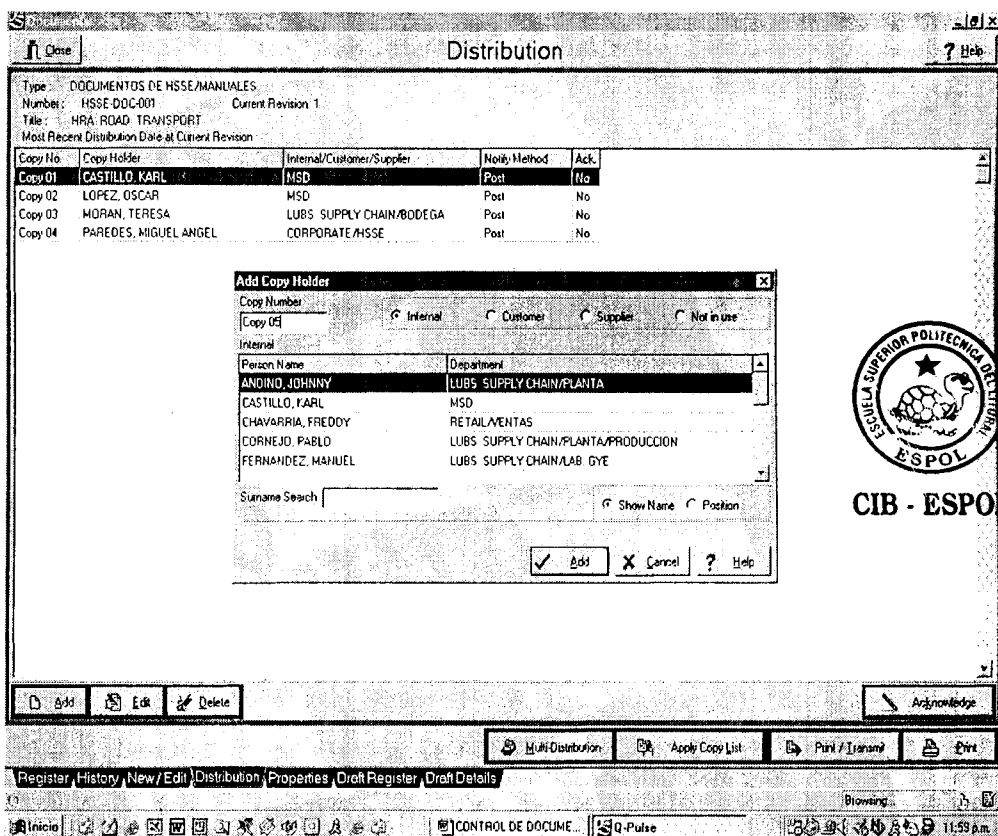 Documents
Close
Distribution
? Help
Type: DOCUMENTOS DE HSSE/MANUALES
Number: HSSE-DOC-001 Current Revision 1
Title: HRA: ROAD TRANSPORT
Most Recent Distribution Date at Current Revision
Copy No. Copy Holder Internal/Customer/Supplier Notify Method Ack.
Copy 01 CASTILLO, KARL MSD Post No
Copy 02 LOPEZ, OSCAR MSD Post No
Copy 03 MORAN, TERESA LUBS SUPPLY CHAIN/BODEGA Post No
Copy 04 PAREDES, MIGUEL ANGEL CORPORATE/HSSE Post No
Add Copy Holder
Copy Number
Copy 05
Internal Customer Supplier Not in use
Internal
Person Name Department
ANDINO, JOHNNY LUBS SUPPLY CHAIN/PLANTA
CASTILLO, KARL MSD
CHAVARRIA, FREDDY RETAIL/VENTAS
CORNEJO, PABLO LUBS SUPPLY CHAIN/PLANTA/PRODUCCION
FERNANDEZ, MANUEL LUBS SUPPLY CHAIN/LAB. GYE
Surname Search
Show Name Position
Add Cancel ? Help
ESCUELA SUPERIOR POLITECNICA DEL LITORAL
ESPOL
CIB - ESPO
Add Edit Delete
Acknowledge
Multi-Distribution Apply Copy List Print / Transmit Print
Register History New / Edit Distribution Properties Draft Register Draft Details
Browsing...
Inicio
CONTROL DE DOCUME... Q-Pulse
11:59 p.m.